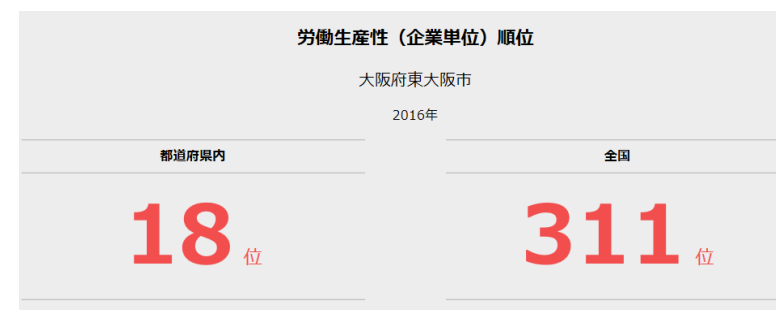 労働生産性（企業単位）順位
大阪府東大阪市
2016年
都道府県内
全国
18位
311位